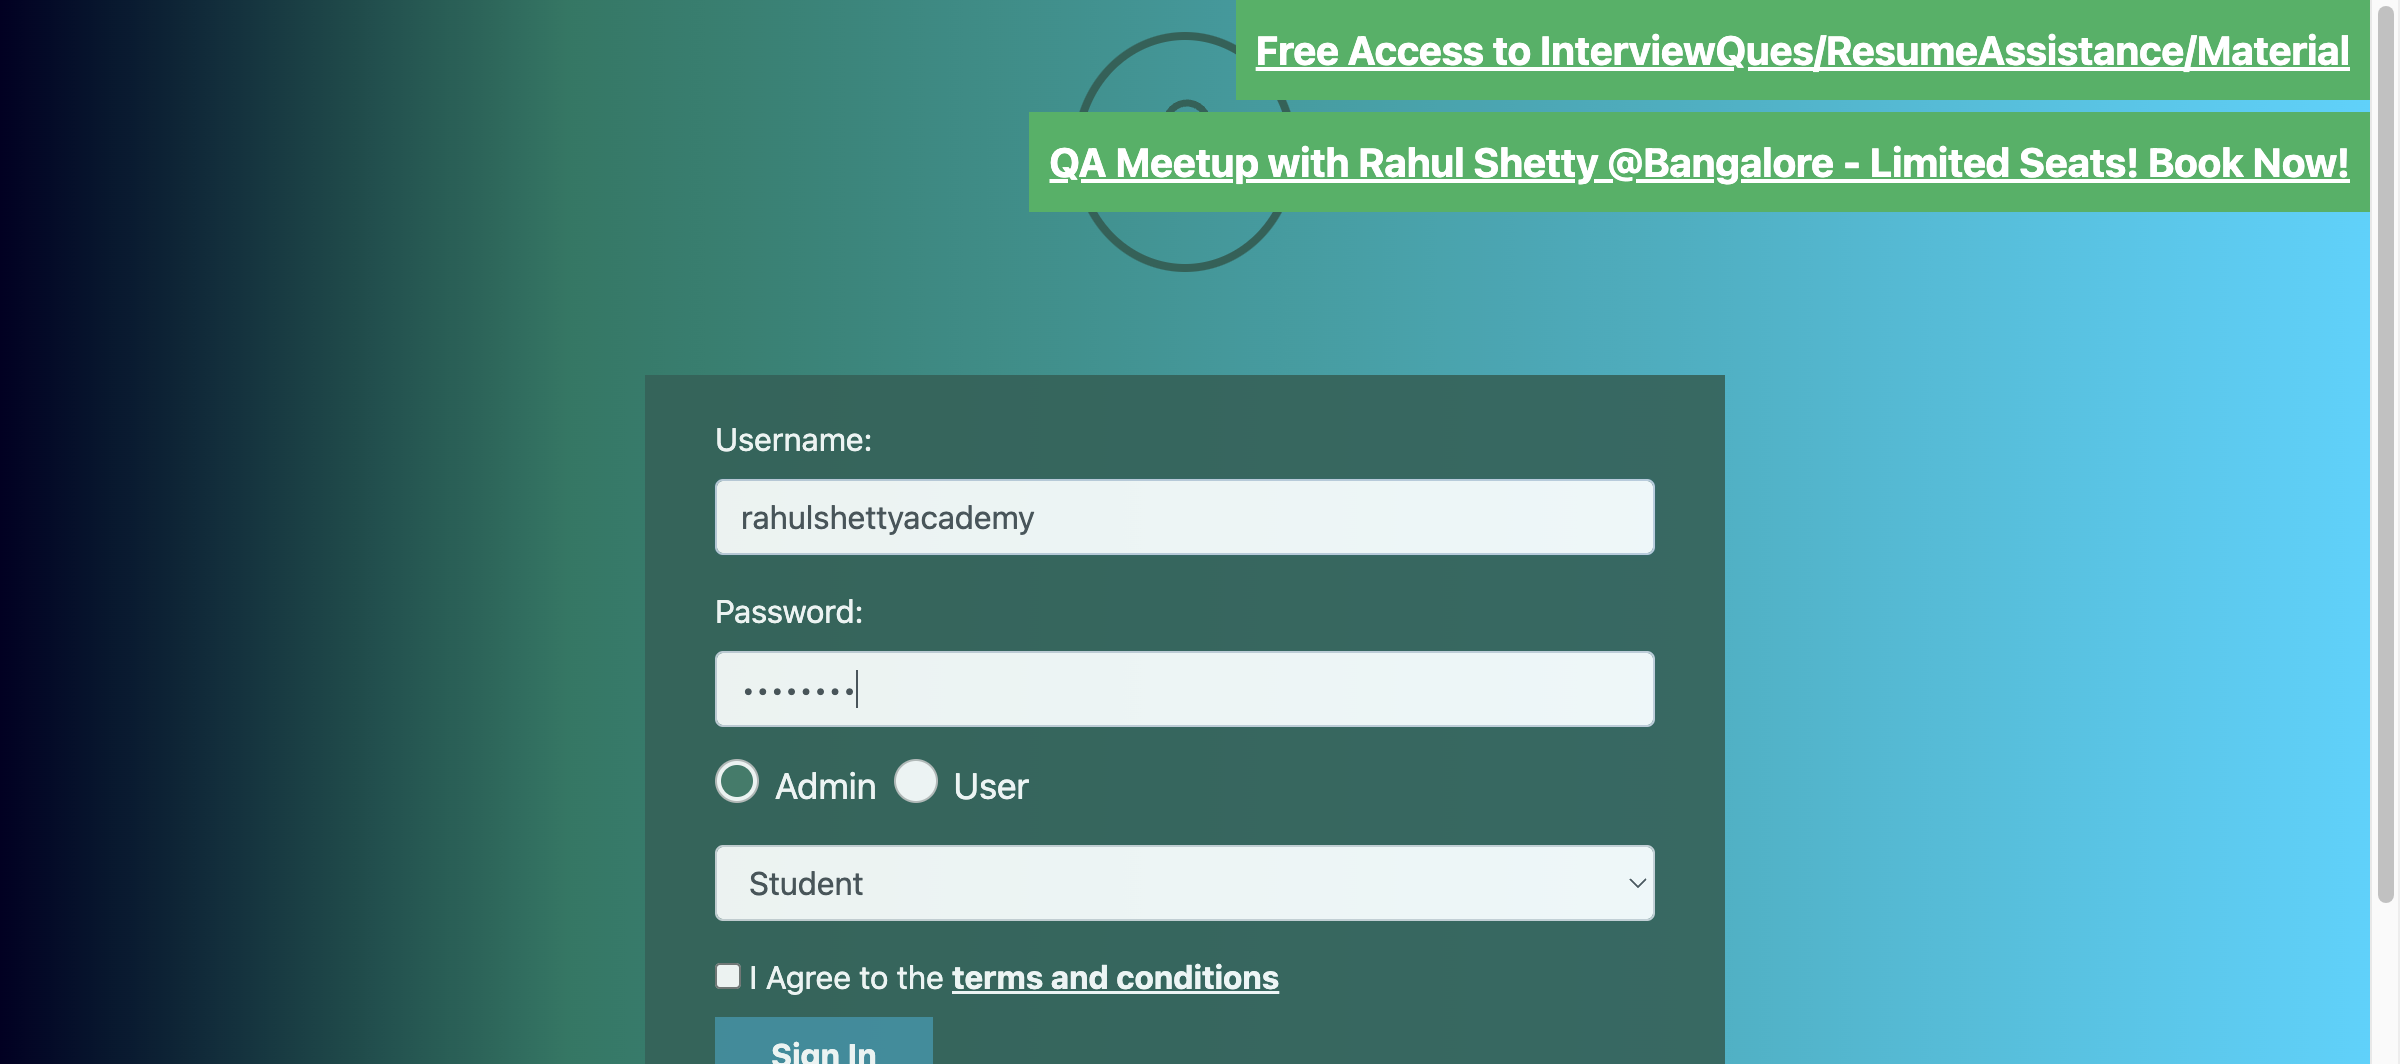 Free Access to InterviewQues/ResumeAssistance/Material
QA Meetup with Rahul Shetty @Bangalore - Limited Seats! Book Now!
Username:
rahulshettyacademy
Password:
••••••••
Admin User
Student
I Agree to the terms and conditions
Sign In